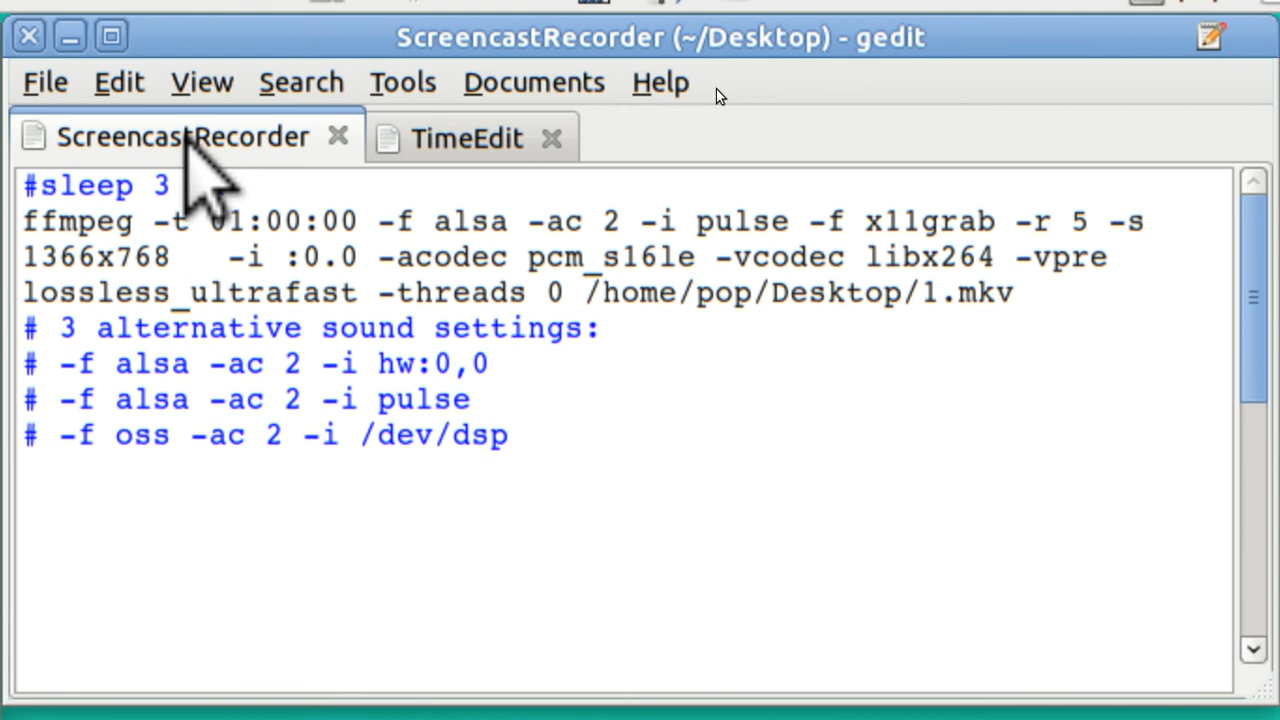 ScreencastRecorder (~/Desktop) - gedit
File Edit View Search Tools Documents Help
ScreencastRecorder TimeEdit
#sleep 3
ffmpeg -t 01:00:00 -f alsa -ac 2 -i pulse -f x11grab -r 5 -s
1366x768   -i :0.0 -acodec pcm_s16le -vcodec libx264 -vpre
lossless_ultrafast -threads 0 /home/pop/Desktop/1.mkv
# 3 alternative sound settings:
# -f alsa -ac 2 -i hw:0,0
# -f alsa -ac 2 -i pulse
# -f oss -ac 2 -i /dev/dsp